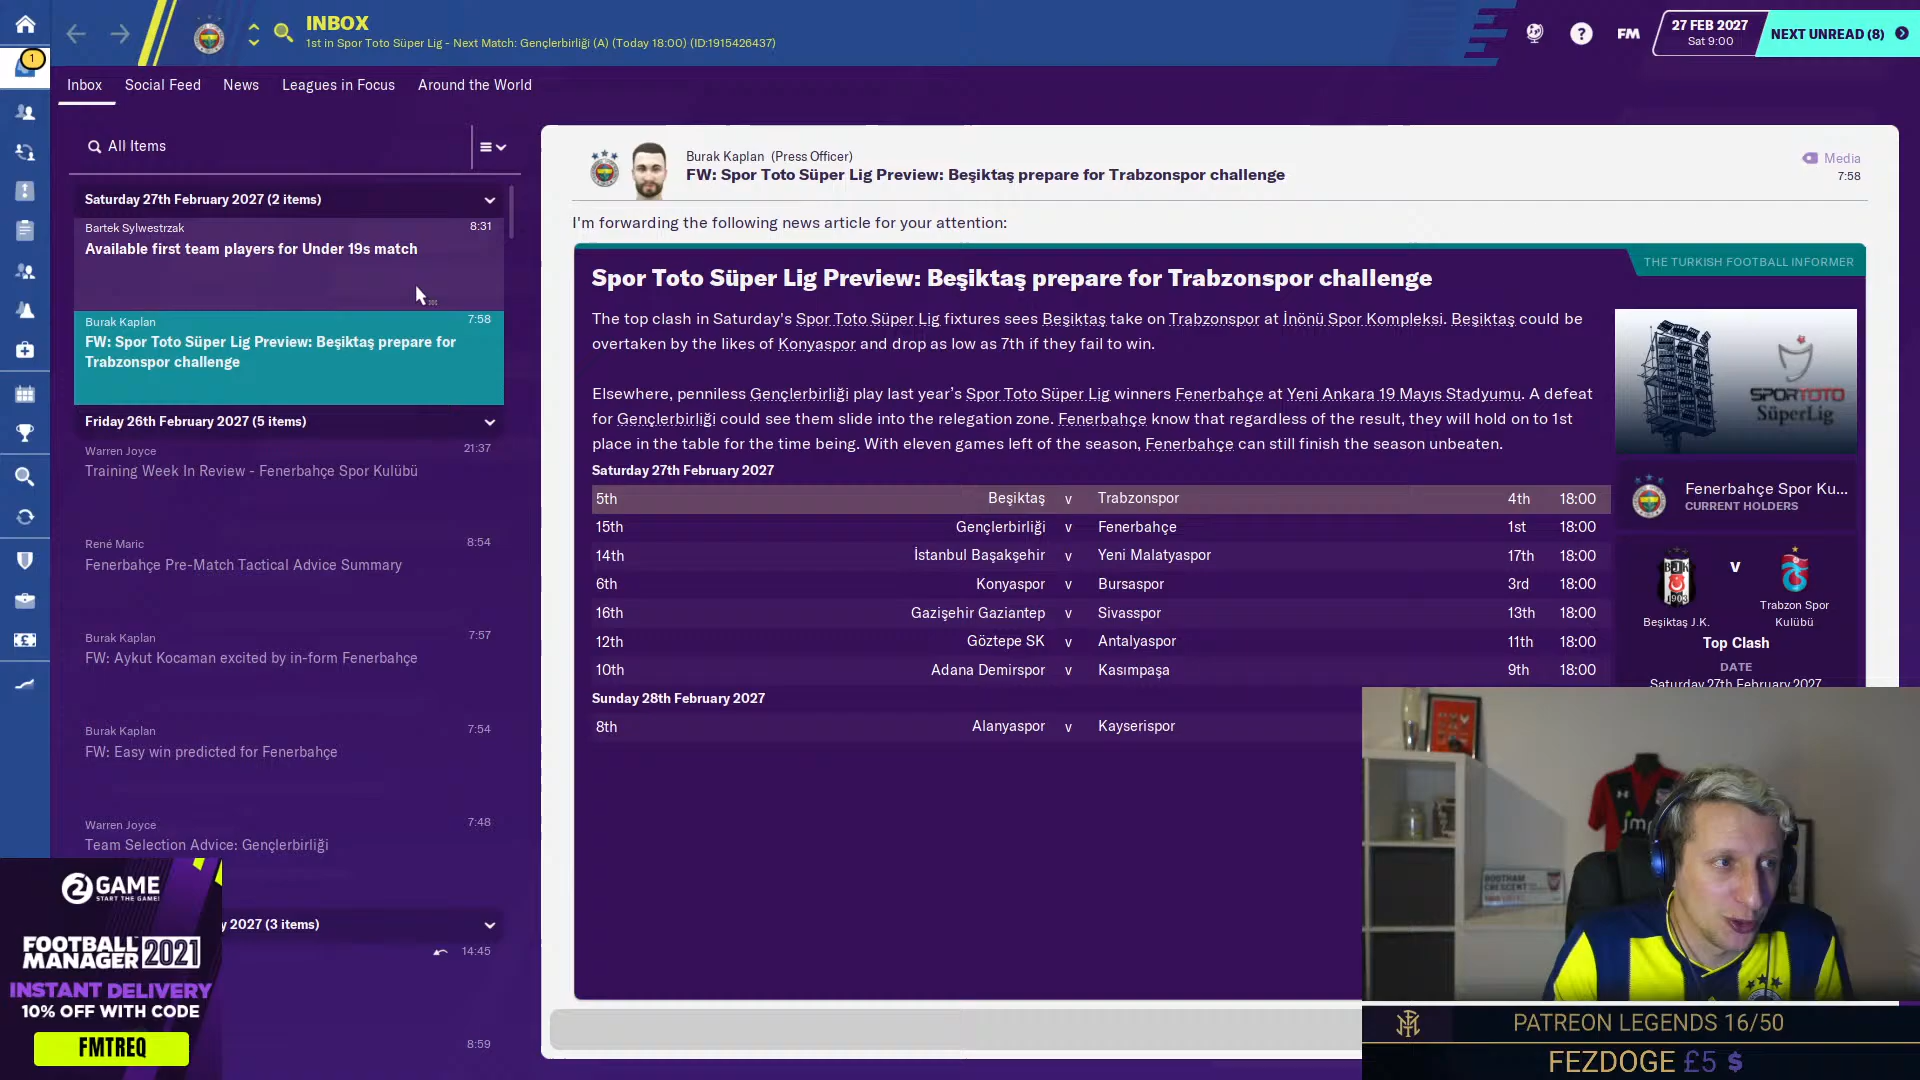 INBOX
1st in Spor Toto Süper Lig - Next Match: Gençlerbirliği (A) (Today 18:00) (ID:1915426437)
FM
27 FEB 2027
Sat 9:00
NEXT UNREAD (8)
1
Inbox
Social Feed
News
Leagues in Focus
Around the World
All Items
Saturday 27th February 2027 (2 items)
Bartek Sylwestrzak
8:31
Available first team players for Under 19s match
Burak Kaplan
7:58
FW: Spor Toto Süper Lig Preview: Beşiktaş prepare for
Trabzonspor challenge
Friday 26th February 2027 (5 items)
Warren Joyce
21:37
Training Week In Review - Fenerbahçe Spor Kulübü
René Maric
8:54
Fenerbahçe Pre-Match Tactical Advice Summary
Burak Kaplan
7:57
FW: Aykut Kocaman excited by in-form Fenerbahçe
Burak Kaplan
7:54
FW: Easy win predicted for Fenerbahçe
Warren Joyce
7:48
Team Selection Advice: Gençlerbirliği
y 2027 (3 items)
14:45
8:59
2GAME
START THE GAME!
FOOTBALL
MANAGER 2021
INSTANT DELIVERY
10% OFF WITH CODE
FMTREQ
Burak Kaplan (Press Officer)
FW: Spor Toto Süper Lig Preview: Beşiktaş prepare for Trabzonspor challenge
Media
7:58
I'm forwarding the following news article for your attention:
THE TURKISH FOOTBALL INFORMER
Spor Toto Süper Lig Preview: Beşiktaş prepare for Trabzonspor challenge
The top clash in Saturday's Spor Toto Süper Lig fixtures sees Beşiktaş take on Trabzonspor at İnönü Spor Kompleksi. Beşiktaş could be
overtaken by the likes of Konyaspor and drop as low as 7th if they fail to win.
Elsewhere, penniless Gençlerbirliği play last year's Spor Toto Süper Lig winners Fenerbahçe at Yeni Ankara 19 Mayıs Stadyumu. A defeat
for Gençlerbirliği could see them slide into the relegation zone. Fenerbahçe know that regardless of the result, they will hold on to 1st
place in the table for the time being. With eleven games left of the season, Fenerbahçe can still finish the season unbeaten.
Saturday 27th February 2027
5th Beşiktaş v Trabzonspor 4th 18:00
15th Gençlerbirliği v Fenerbahçe 1st 18:00
14th İstanbul Başakşehir v Yeni Malatyaspor 17th 18:00
6th Konyaspor v Bursaspor 3rd 18:00
16th Gazişehir Gaziantep v Sivasspor 13th 18:00
12th Göztepe SK v Antalyaspor 11th 18:00
10th Adana Demirspor v Kasımpaşa 9th 18:00
Sunday 28th February 2027
8th Alanyaspor v Kayserispor
SPORTOTO
SüperLig
Fenerbahçe Spor Ku...
CURRENT HOLDERS
BJK
1903
v
Beşiktaş J.K.
Trabzon Spor
Kulübü
Top Clash
DATE
Saturday 27th February 2027
jmp
BOOTHAM
CRESCENT
PATREON LEGENDS 16/50
FEZDOGE £5 $